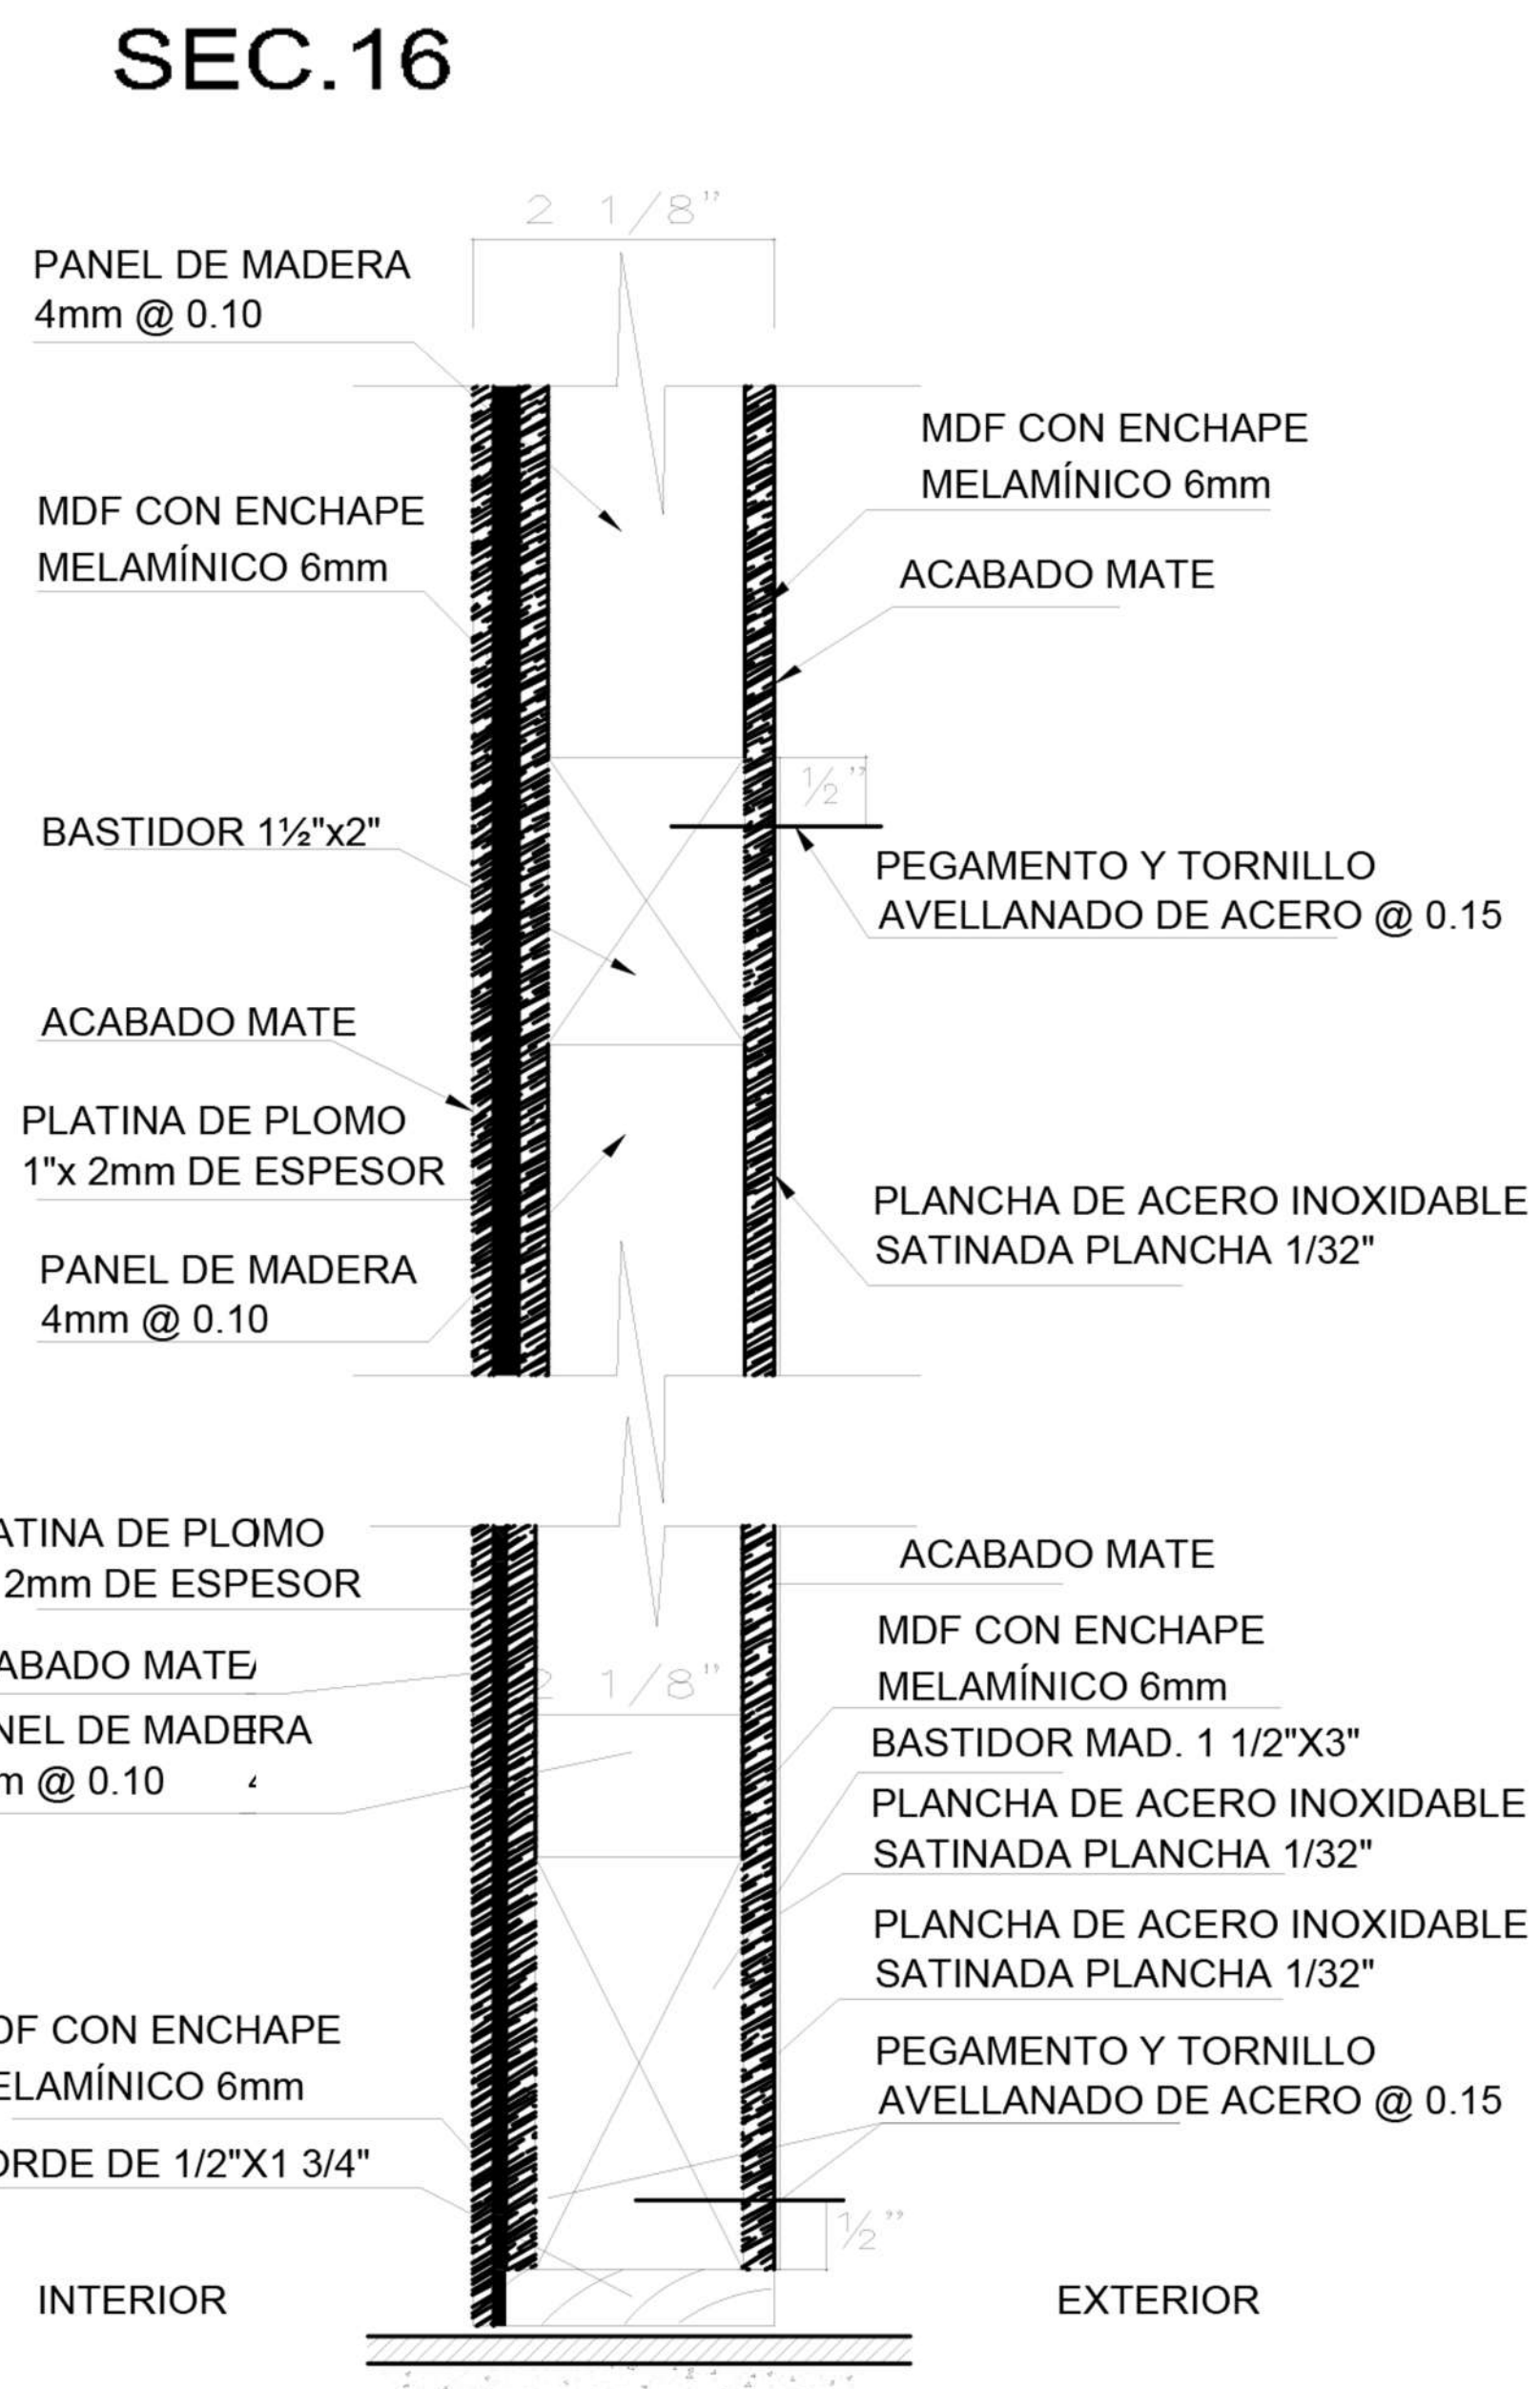 SEC.16
2 1/8"
PANEL DE MADERA
4mm @ 0.10
MDF CON ENCHAPE
MELAMÍNICO 6mm
MDF CON ENCHAPE
MELAMÍNICO 6mm
ACABADO MATE
½"
BASTIDOR 1½"x2"
PEGAMENTO Y TORNILLO
AVELLANADO DE ACERO @ 0.15
ACABADO MATE
PLATINA DE PLOMO
1"x 2mm DE ESPESOR
PLANCHA DE ACERO INOXIDABLE
SATINADA PLANCHA 1/32"
PANEL DE MADERA
4mm @ 0.10
ATINA DE PLOMO
2mm DE ESPESOR
ACABADO MATE
ABADO MATE
MDF CON ENCHAPE
MELAMÍNICO 6mm
2 1/8"
NEL DE MADERA
m @ 0.10
BASTIDOR MAD. 1 1/2"X3"
PLANCHA DE ACERO INOXIDABLE
SATINADA PLANCHA 1/32"
PLANCHA DE ACERO INOXIDABLE
SATINADA PLANCHA 1/32"
DF CON ENCHAPE
ELAMÍNICO 6mm
PEGAMENTO Y TORNILLO
AVELLANADO DE ACERO @ 0.15
ORDE DE 1/2"X1 3/4"
½"
INTERIOR
EXTERIOR